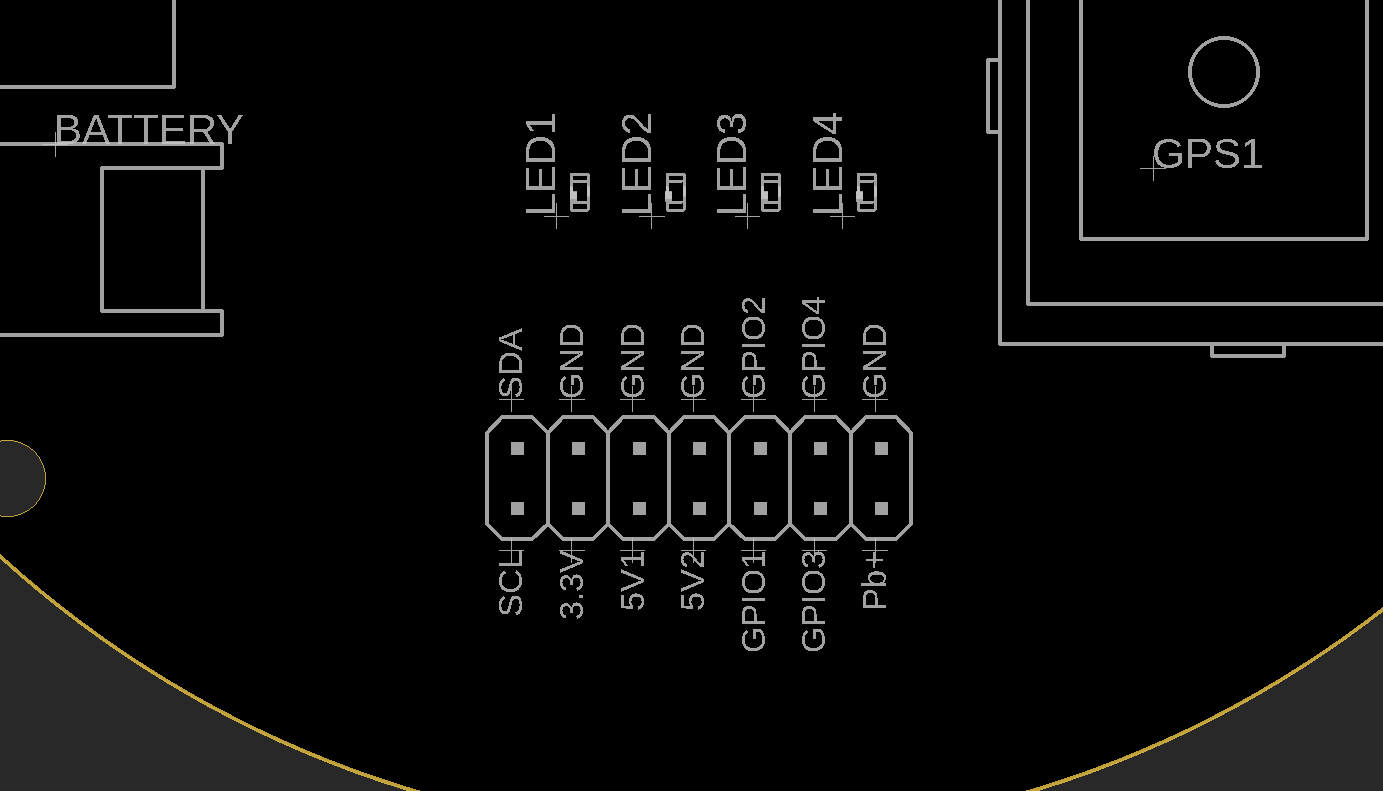 BATTERY
LED1
LED2
LED3
LED4
GPS1
SDA
GND
GND
GND
GPIO2
GPIO4
GND
SCL
3.3V
5V1
5V2
GPIO1
GPIO3
Pb+